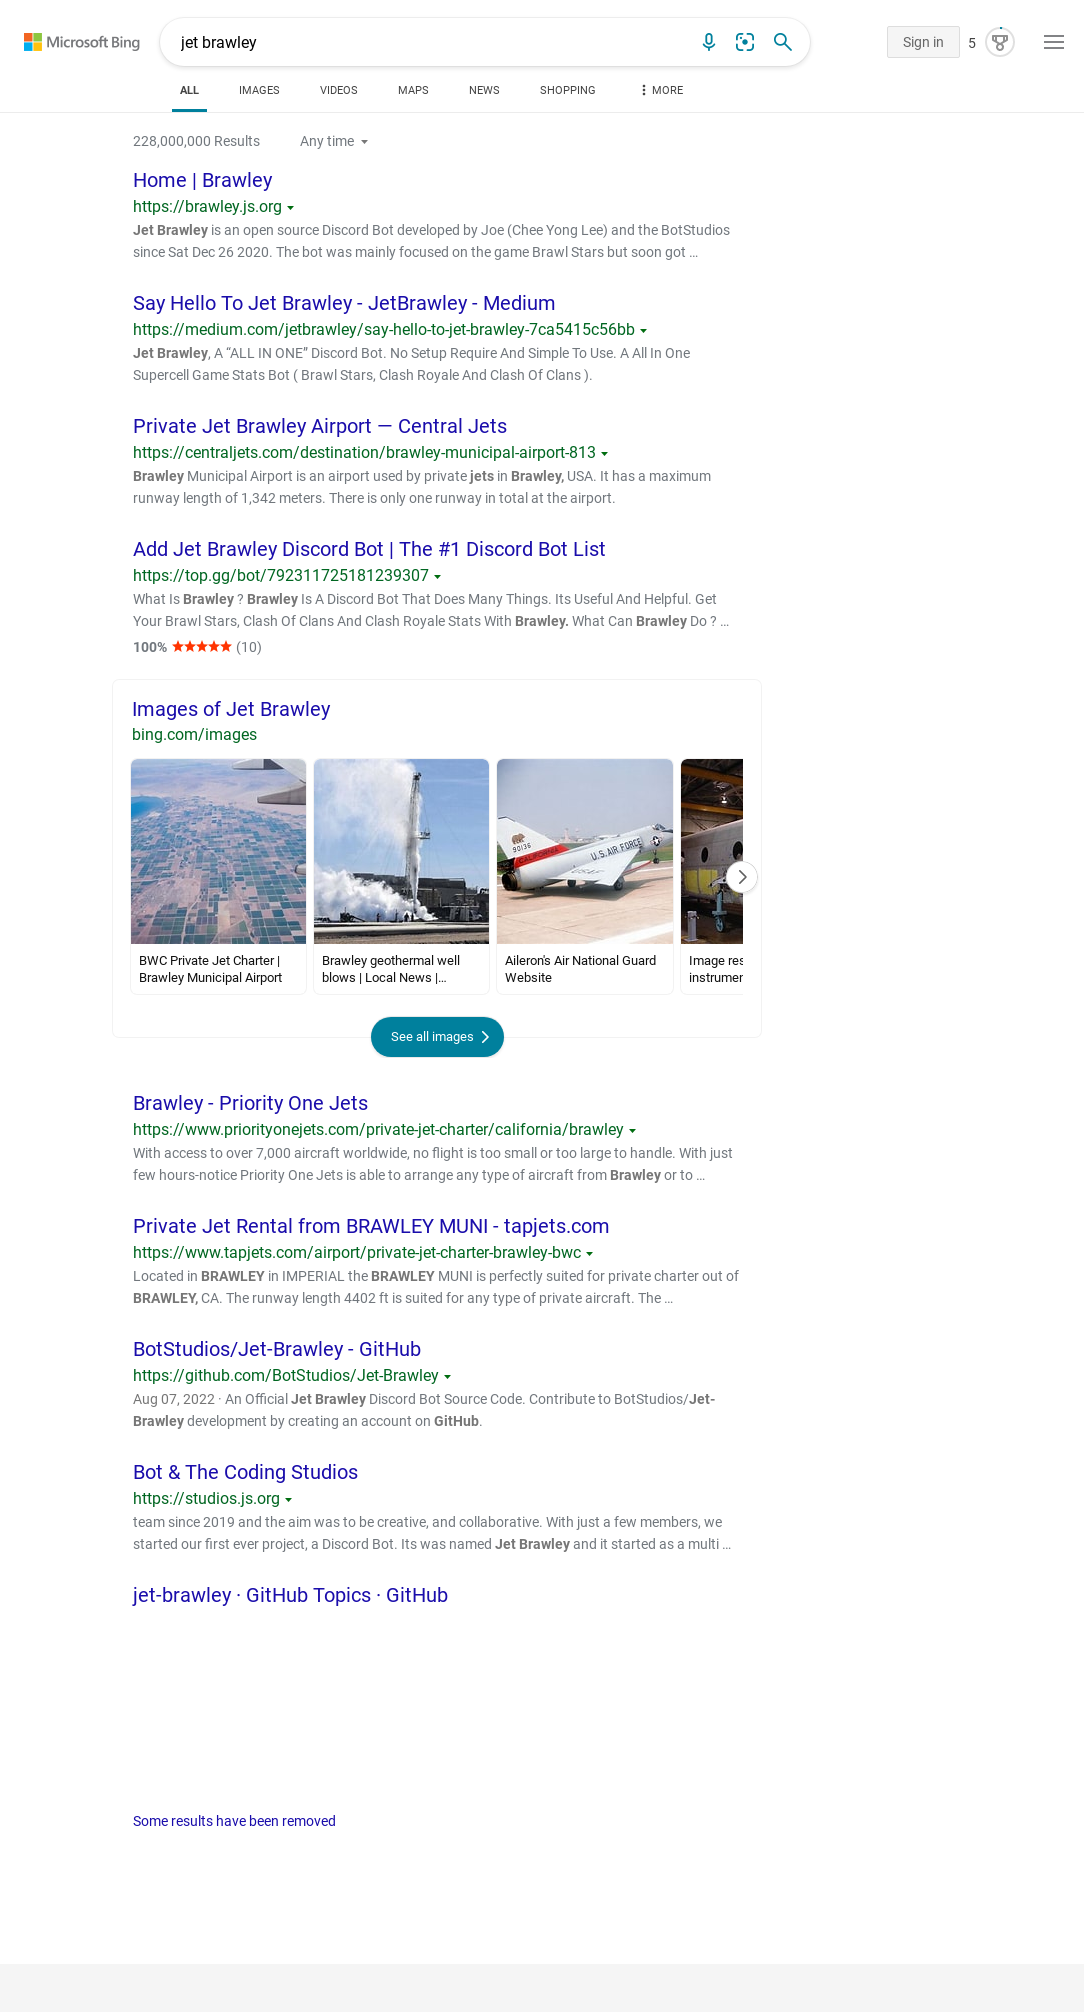 Microsoft Bing
jet brawley
Sign in
5
ALL
IMAGES
VIDEOS
MAPS
NEWS
SHOPPING
MORE
228,000,000 Results
Any time
Home | Brawley
https://brawley.js.org
Jet Brawley is an open source Discord Bot developed by Joe (Chee Yong Lee) and the BotStudios
since Sat Dec 26 2020. The bot was mainly focused on the game Brawl Stars but soon got …
Say Hello To Jet Brawley - JetBrawley - Medium
https://medium.com/jetbrawley/say-hello-to-jet-brawley-7ca5415c56bb
Jet Brawley, A “ALL IN ONE” Discord Bot. No Setup Require And Simple To Use. A All In One
Supercell Game Stats Bot ( Brawl Stars, Clash Royale And Clash Of Clans ).
Private Jet Brawley Airport — Central Jets
https://centraljets.com/destination/brawley-municipal-airport-813
Brawley Municipal Airport is an airport used by private jets in Brawley, USA. It has a maximum
runway length of 1,342 meters. There is only one runway in total at the airport.
Add Jet Brawley Discord Bot | The #1 Discord Bot List
https://top.gg/bot/792311725181239307
What Is Brawley ? Brawley Is A Discord Bot That Does Many Things. Its Useful And Helpful. Get
Your Brawl Stars, Clash Of Clans And Clash Royale Stats With Brawley. What Can Brawley Do ? …
100% ★★★★★ (10)
Images of Jet Brawley
bing.com/images
90136
CALIFORNIA
U.S. AIR FORCE
USAF
BWC Private Jet Charter |
Brawley Municipal Airport
Brawley geothermal well
blows | Local News |...
Aileron's Air National Guard
Website
Image res
instrumer
See all images
Brawley - Priority One Jets
https://www.priorityonejets.com/private-jet-charter/california/brawley
With access to over 7,000 aircraft worldwide, no flight is too small or too large to handle. With just
few hours-notice Priority One Jets is able to arrange any type of aircraft from Brawley or to …
Private Jet Rental from BRAWLEY MUNI - tapjets.com
https://www.tapjets.com/airport/private-jet-charter-brawley-bwc
Located in BRAWLEY in IMPERIAL the BRAWLEY MUNI is perfectly suited for private charter out of
BRAWLEY, CA. The runway length 4402 ft is suited for any type of private aircraft. The …
BotStudios/Jet-Brawley - GitHub
https://github.com/BotStudios/Jet-Brawley
Aug 07, 2022 · An Official Jet Brawley Discord Bot Source Code. Contribute to BotStudios/Jet-
Brawley development by creating an account on GitHub.
Bot & The Coding Studios
https://studios.js.org
team since 2019 and the aim was to be creative, and collaborative. With just a few members, we
started our first ever project, a Discord Bot. Its was named Jet Brawley and it started as a multi …
jet-brawley · GitHub Topics · GitHub
Some results have been removed